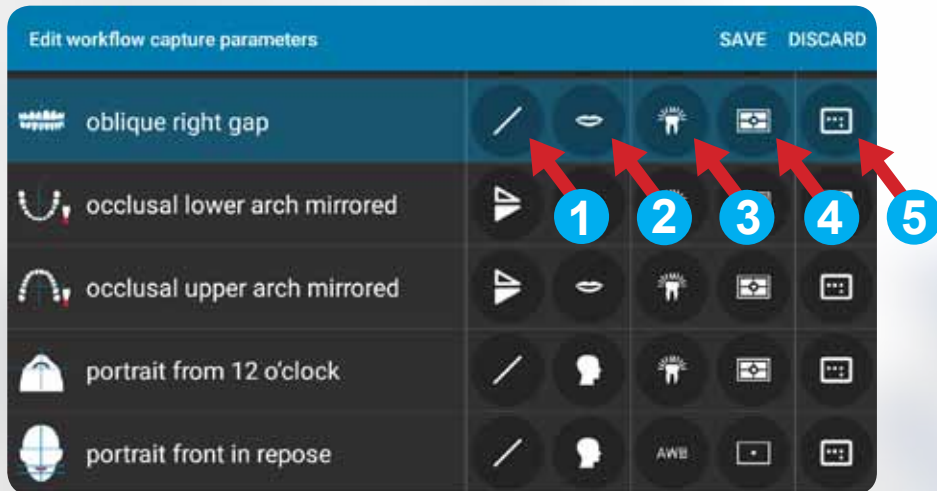 Edit workflow capture parameters SAVE DISCARD
oblique right gap
1 2 3 4 5
occlusal lower arch mirrored
occlusal upper arch mirrored
portrait from 12 o'clock
portrait front in repose AWB